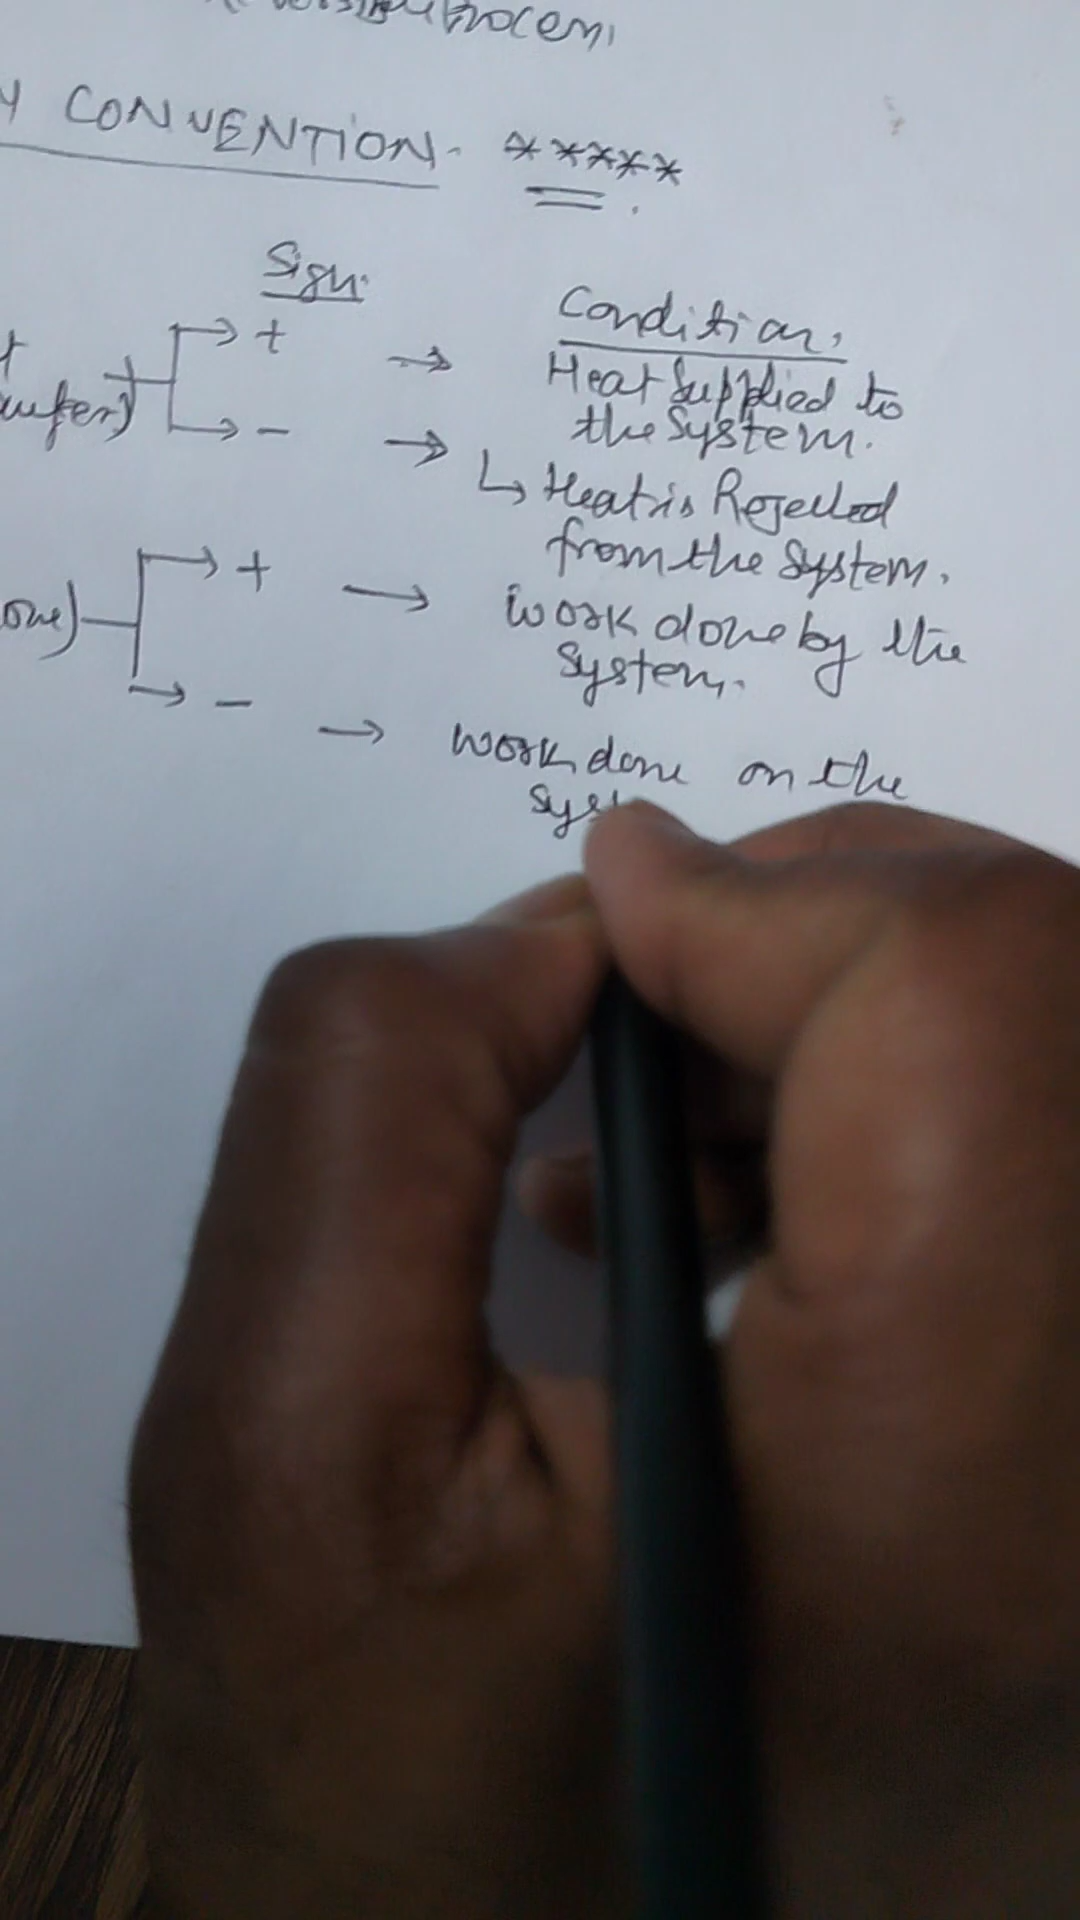 CONVENTION. *****
Sign.
Condition.
+ → Heat Supplied to
the System.
- → ↳ Heat is Rejected
from the System.
+ → work done by the
System.
- → work done on the
Syst